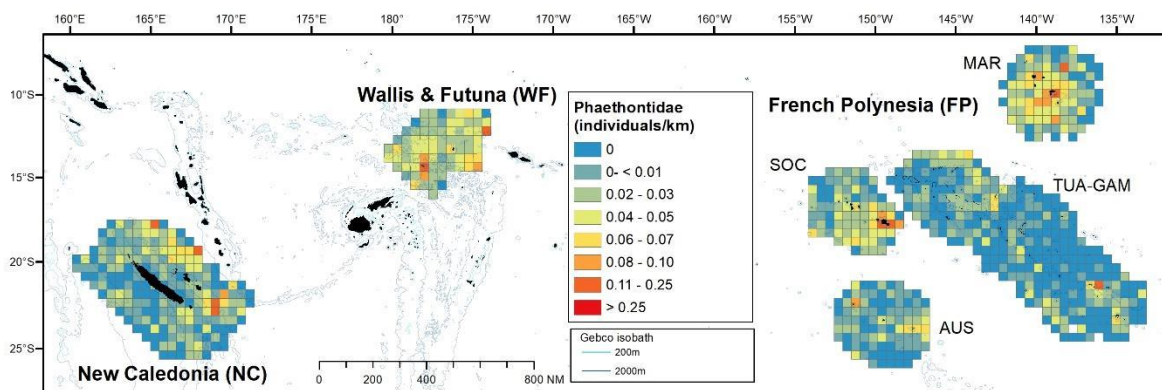 160°E 165°E 170°E 175°E 180° 175°W 170°W 165°W 160°W 155°W 150°W 145°W 140°W 135°W
MAR
10°S
Wallis & Futuna (WF)
French Polynesia (FP)
Phaethontidae
(individuals/km)
0
0- < 0.01
0.02 - 0.03
0.04 - 0.05
0.06 - 0.07
0.08 - 0.10
0.11 - 0.25
> 0.25
15°S
SOC
TUA-GAM
20°S
AUS
25°S
Gebco isobath
200m
2000m
New Caledonia (NC)
0 200 400 800 NM